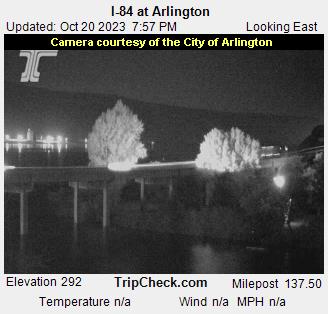 I-84 at Arlington
Updated: Oct 20 2023 7:57 PM Looking East
Camera courtesy of the City of Arlington
Elevation 292 TripCheck.com Milepost 137.50
Temperature n/a Wind n/a MPH n/a